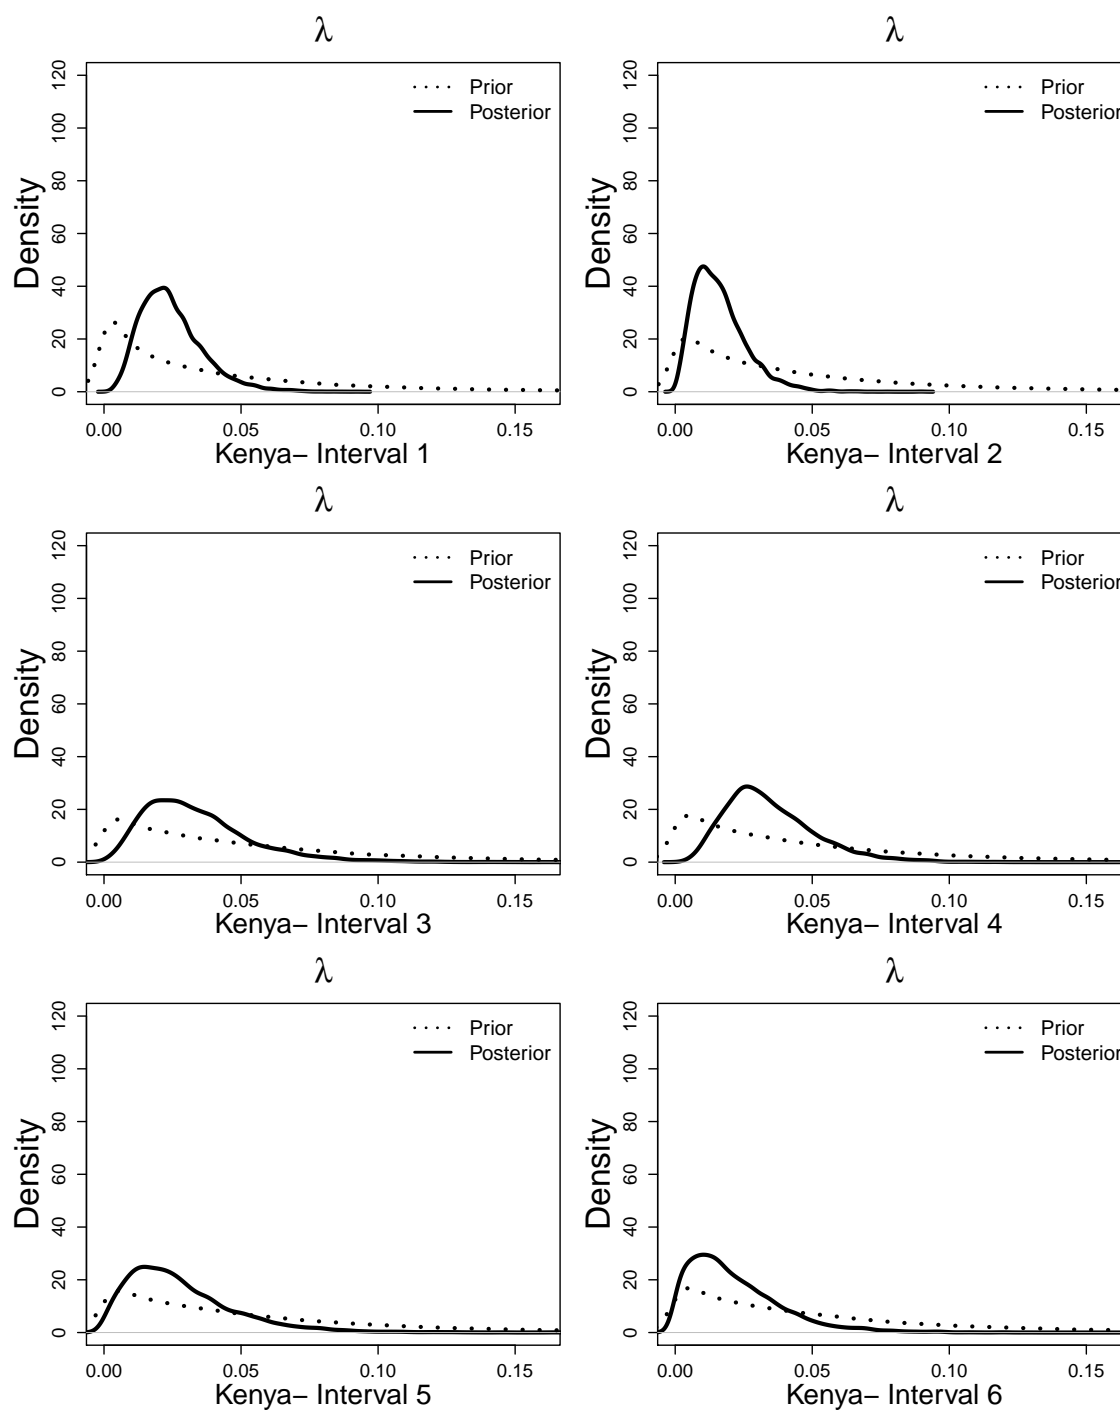 λ
Prior
Posterior
Density
0 20 40 60 80 100 120
0.00 0.05 0.10 0.15
Kenya– Interval 1
λ
Prior
Posterior
Density
0 20 40 60 80 100 120
0.00 0.05 0.10 0.15
Kenya– Interval 2
λ
Prior
Posterior
Density
0 20 40 60 80 100 120
0.00 0.05 0.10 0.15
Kenya– Interval 3
λ
Prior
Posterior
Density
0 20 40 60 80 100 120
0.00 0.05 0.10 0.15
Kenya– Interval 4
λ
Prior
Posterior
Density
0 20 40 60 80 100 120
0.00 0.05 0.10 0.15
Kenya– Interval 5
λ
Prior
Posterior
Density
0 20 40 60 80 100 120
0.00 0.05 0.10 0.15
Kenya– Interval 6